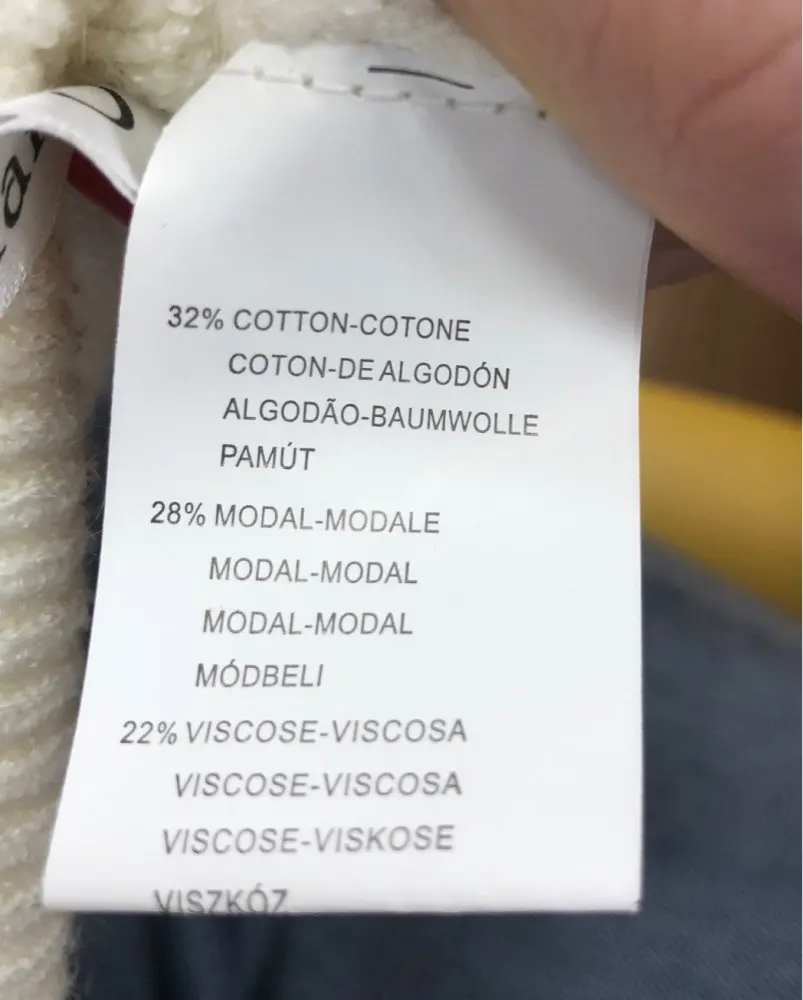 32% COTTON-COTONE
COTON-DE ALGODÓN
ALGODÃO-BAUMWOLLE
PAMÚT
28% MODAL-MODALE
MODAL-MODAL
MODAL-MODAL
MÓDBELI
22% VISCOSE-VISCOSA
VISCOSE-VISCOSA
VISCOSE-VISKOSE
VISZKÓZ